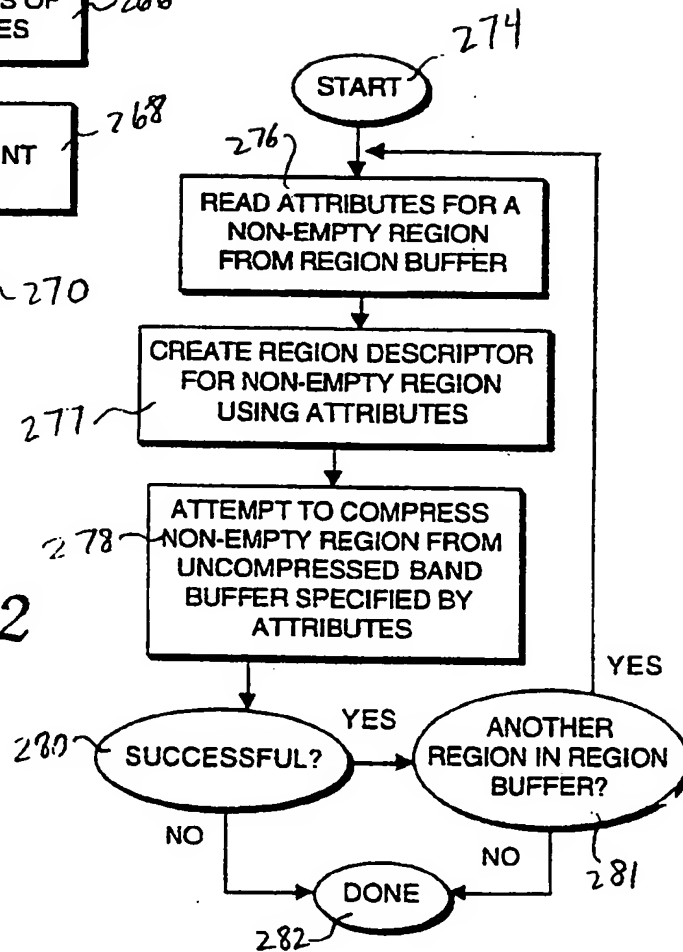 S OF
ES
266
NT
268
270
2
274
START
276
READ ATTRIBUTES FOR A
NON-EMPTY REGION
FROM REGION BUFFER
CREATE REGION DESCRIPTOR
FOR NON-EMPTY REGION
USING ATTRIBUTES
277
ATTEMPT TO COMPRESS
278
NON-EMPTY REGION FROM
UNCOMPRESSED BAND
BUFFER SPECIFIED BY
ATTRIBUTES
YES
280
SUCCESSFUL?
YES
ANOTHER
REGION IN REGION
BUFFER?
281
NO
NO
DONE
282